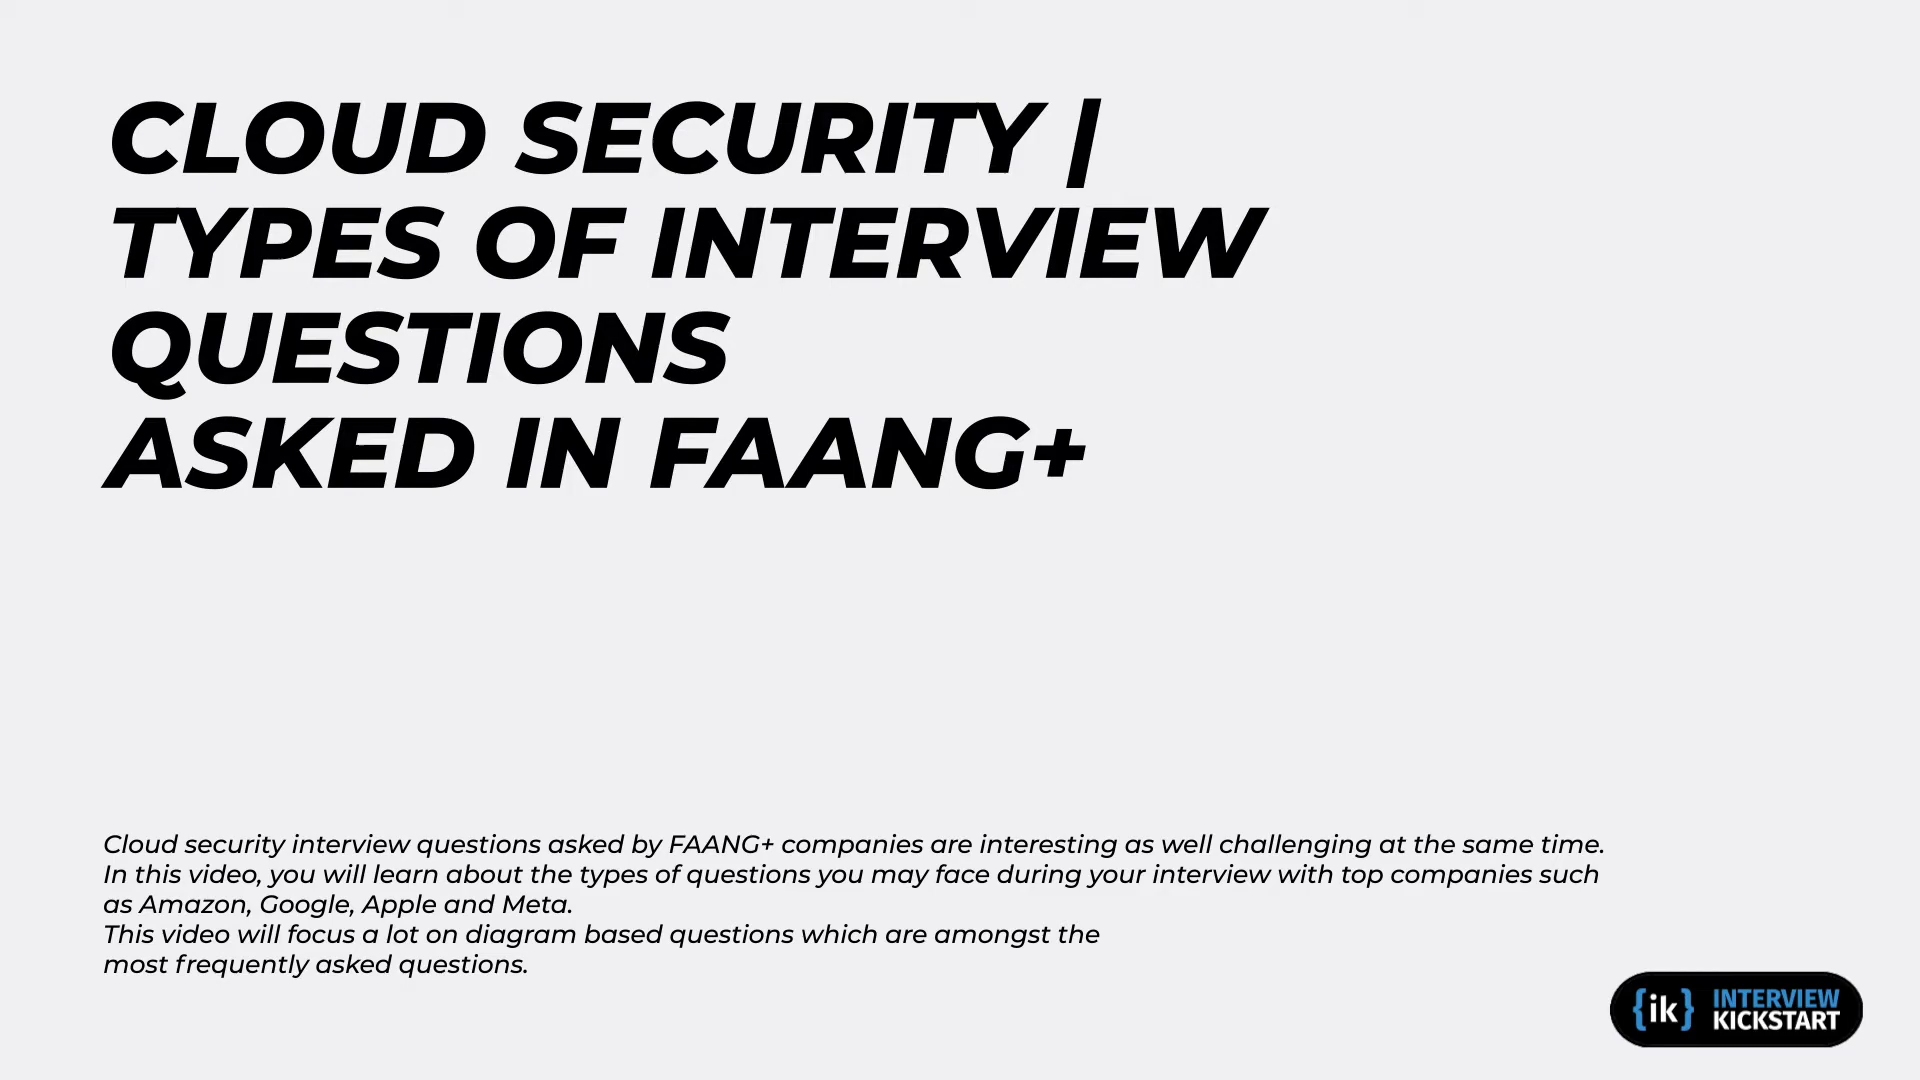 CLOUD SECURITY |
TYPES OF INTERVIEW
QUESTIONS
ASKED IN FAANG+
Cloud security interview questions asked by FAANG+ companies are interesting as well challenging at the same time.
In this video, you will learn about the types of questions you may face during your interview with top companies such
as Amazon, Google, Apple and Meta.
This video will focus a lot on diagram based questions which are amongst the
most frequently asked questions.
{ik} INTERVIEW
KICKSTART